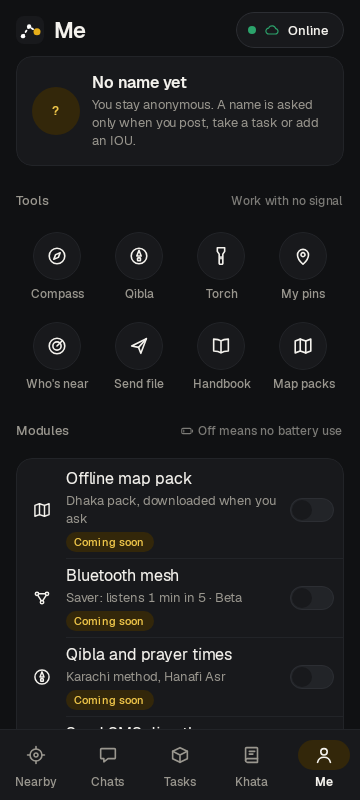 Me
Online
?
No name yet
You stay anonymous. A name is asked
only when you post, take a task or add
an IOU.
Tools
Work with no signal
Compass
Qibla
Torch
My pins
Who's near
Send file
Handbook
Map packs
Modules
Off means no battery use
Offline map pack
Dhaka pack, downloaded when you
ask
Coming soon
Bluetooth mesh
Saver: listens 1 min in 5 · Beta
Coming soon
Qibla and prayer times
Karachi method, Hanafi Asr
Coming soon
Nearby
Chats
Tasks
Khata
Me